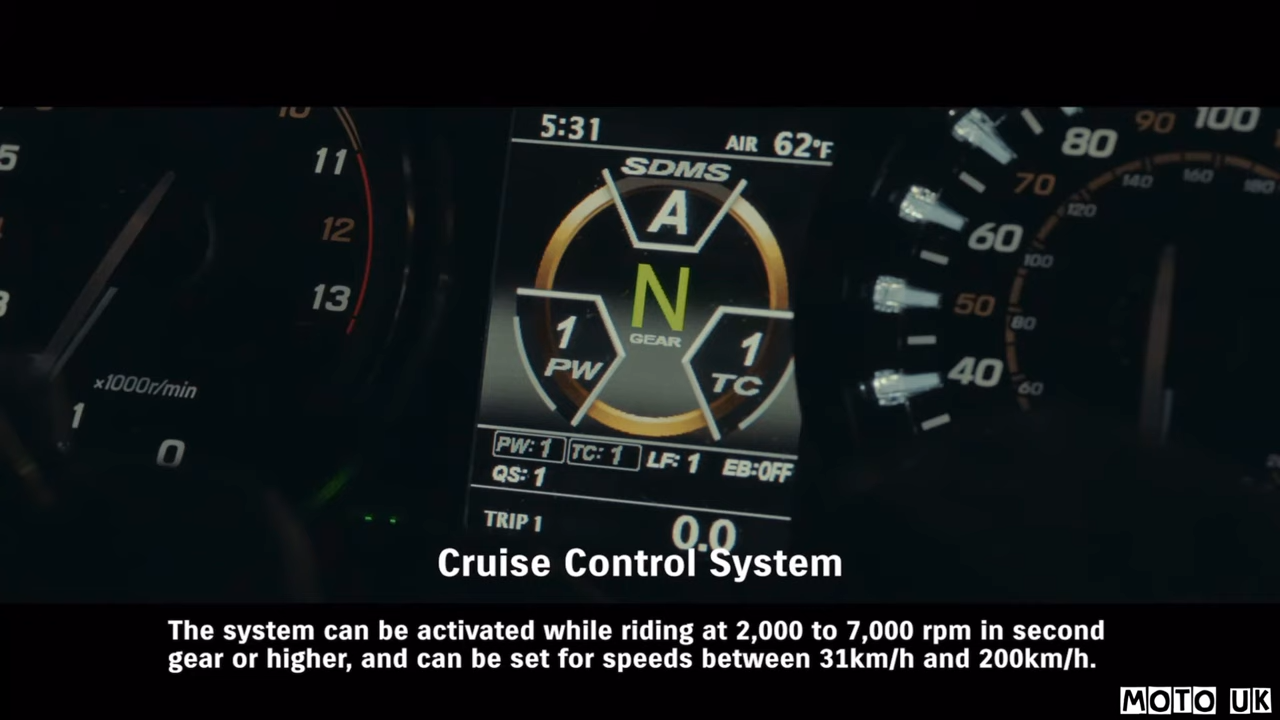 5:31
AIR 62°F
SDMS
A
N
GEAR
1
PW
1
TC
PW: 1 TC: 1 LF: 1 EB:OFF
QS: 1
TRIP 1
0.0
11
12
13
x1000r/min
1
0
100
90
80
70
60
50
40
180
160
140
120
100
80
60
Cruise Control System
The system can be activated while riding at 2,000 to 7,000 rpm in second
gear or higher, and can be set for speeds between 31km/h and 200km/h.
MOTO UK